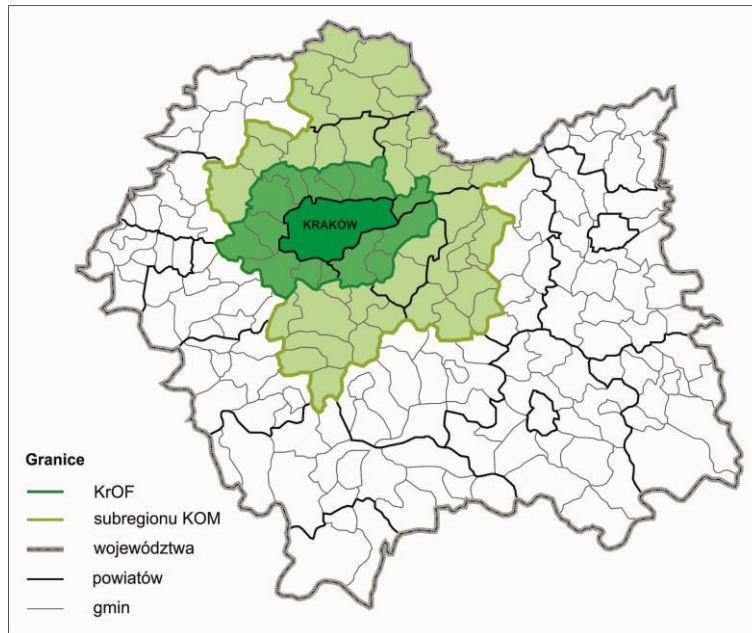 KRAKÓW
Granice
KrOF
subregionu KOM
województwa
powiatów
gmin